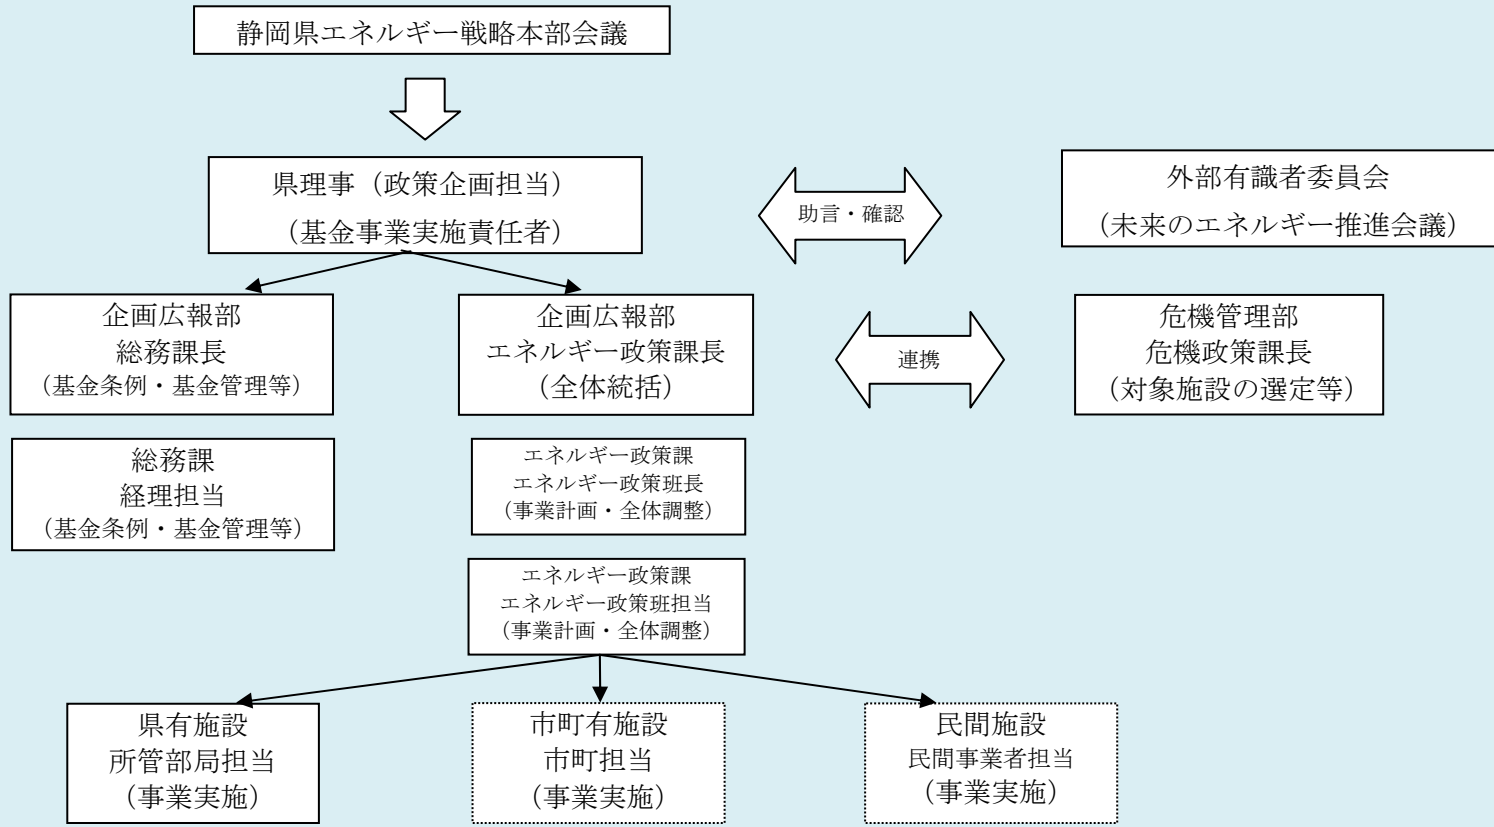 静岡県エネルギー戦略本部会議
県理事（政策企画担当）
（基金事業実施責任者）
助言・確認
外部有識者委員会
（未来のエネルギー推進会議）
企画広報部
総務課長
（基金条例・基金管理等）
企画広報部
エネルギー政策課長
（全体統括）
連携
危機管理部
危機政策課長
（対象施設の選定等）
総務課
経理担当
（基金条例・基金管理等）
エネルギー政策課
エネルギー政策班長
（事業計画・全体調整）
エネルギー政策課
エネルギー政策班担当
（事業計画・全体調整）
県有施設
所管部局担当
（事業実施）
市町有施設
市町担当
（事業実施）
民間施設
民間事業者担当
（事業実施）